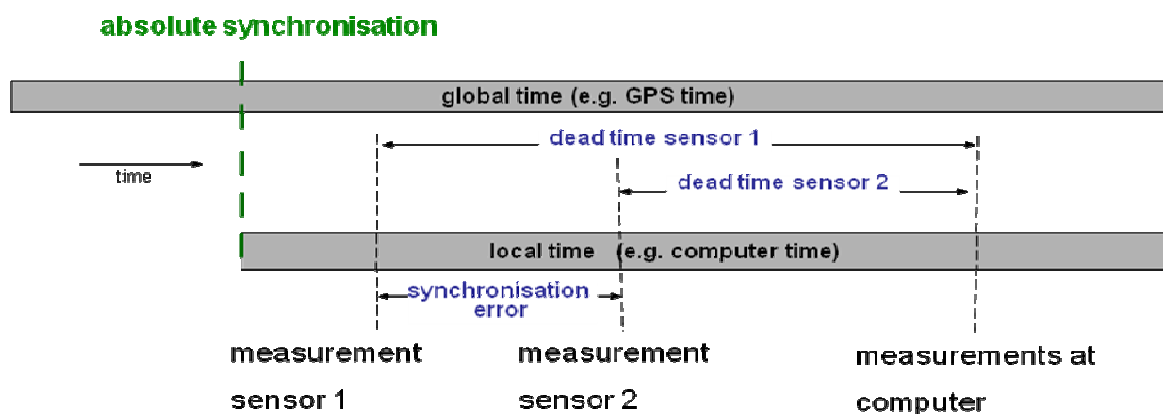 absolute synchronisation
global time (e.g. GPS time)
dead time sensor 1
time
dead time sensor 2
local time (e.g. computer time)
synchronisation
error
measurement
sensor 1
measurement
sensor 2
measurements at
computer